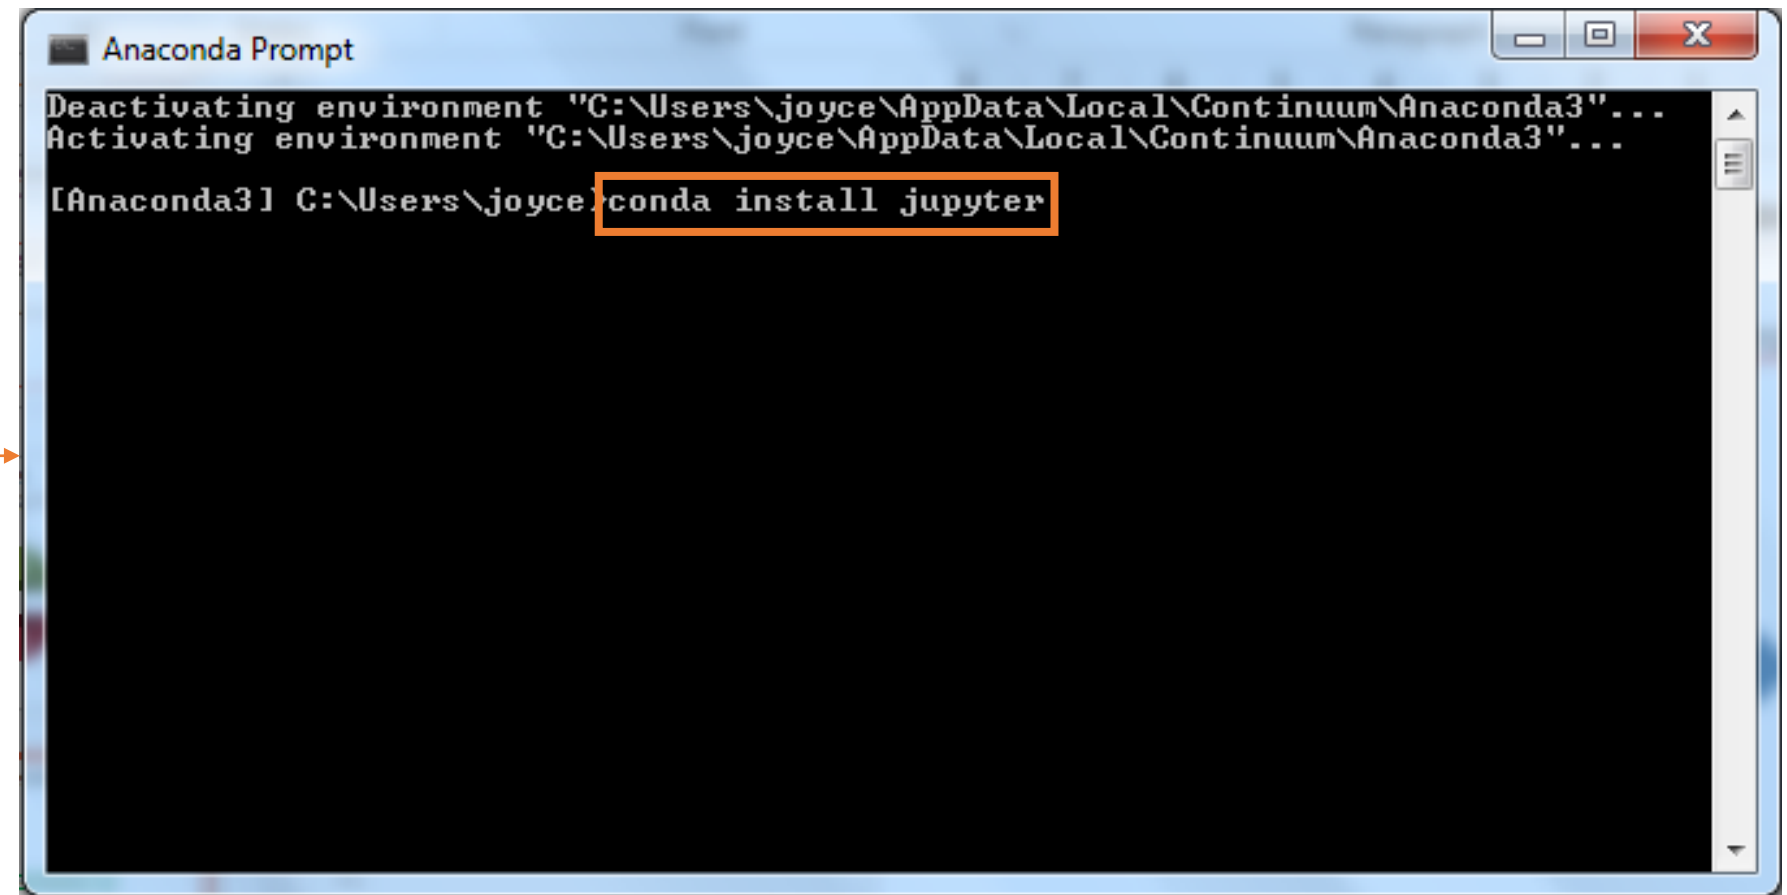 Anaconda Prompt
Deactivating environment "C:\Users\joyce\AppData\Local\Continuum\Anaconda3"...
Activating environment "C:\Users\joyce\AppData\Local\Continuum\Anaconda3"...
[Anaconda3] C:\Users\joyce>conda install jupyter